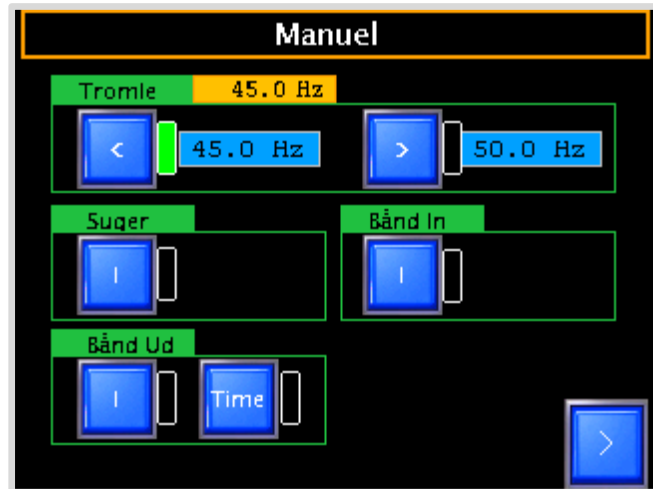 Manuel
Tromle 45.0 Hz
< 45.0 Hz > 50.0 Hz
Suger Bånd In
I I
Bånd Ud
I Time
>